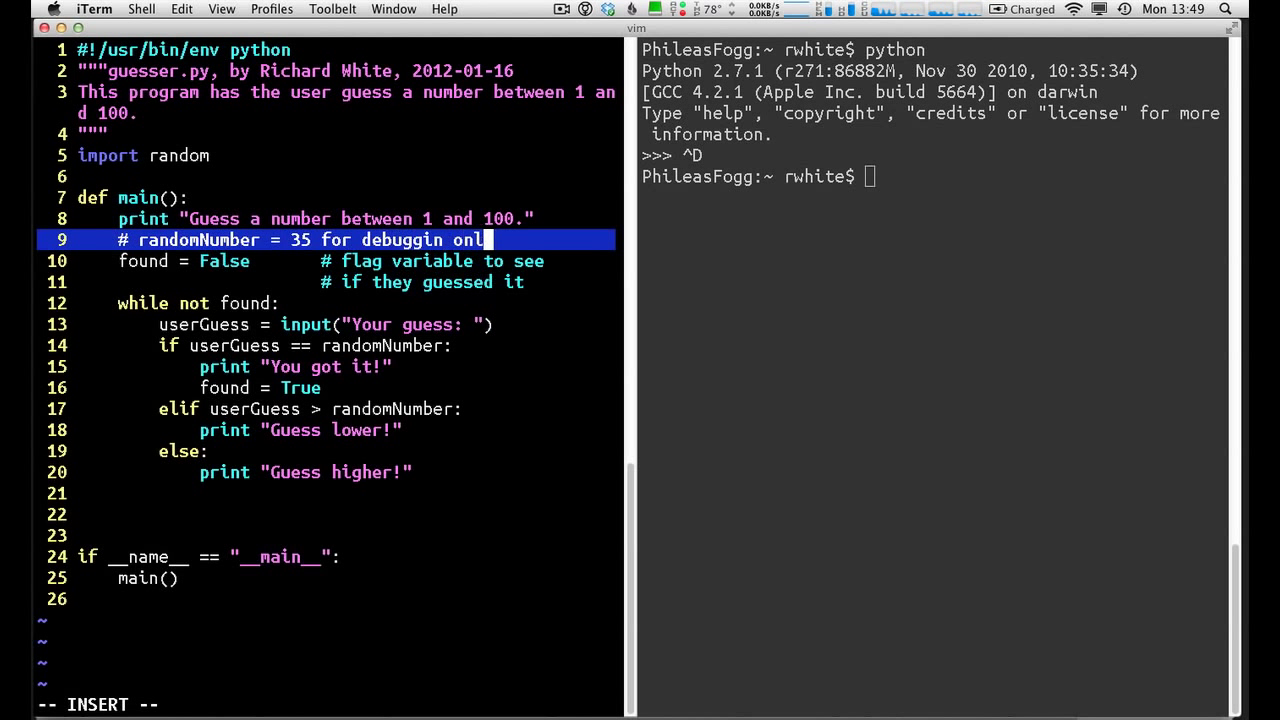 iTerm Shell Edit View Profiles Toolbelt Window Help 78° 0.0KB/s 0.0KB/s Charged Mon 13:49
vim
1 #!/usr/bin/env python
2 """guesser.py, by Richard White, 2012-01-16
3 This program has the user guess a number between 1 an
d 100.
4 """
5 import random
6
7 def main():
8 print "Guess a number between 1 and 100."
9 # randomNumber = 35 for debuggin onl
10 found = False # flag variable to see
11 # if they guessed it
12 while not found:
13 userGuess = input("Your guess: ")
14 if userGuess == randomNumber:
15 print "You got it!"
16 found = True
17 elif userGuess > randomNumber:
18 print "Guess lower!"
19 else:
20 print "Guess higher!"
21
22
23
24 if __name__ == "__main__":
25 main()
26
~
~
~
~
-- INSERT --
PhileasFogg:~ rwhite$ python
Python 2.7.1 (r271:86882M, Nov 30 2010, 10:35:34)
[GCC 4.2.1 (Apple Inc. build 5664)] on darwin
Type "help", "copyright", "credits" or "license" for more
information.
>>> ^D
PhileasFogg:~ rwhite$